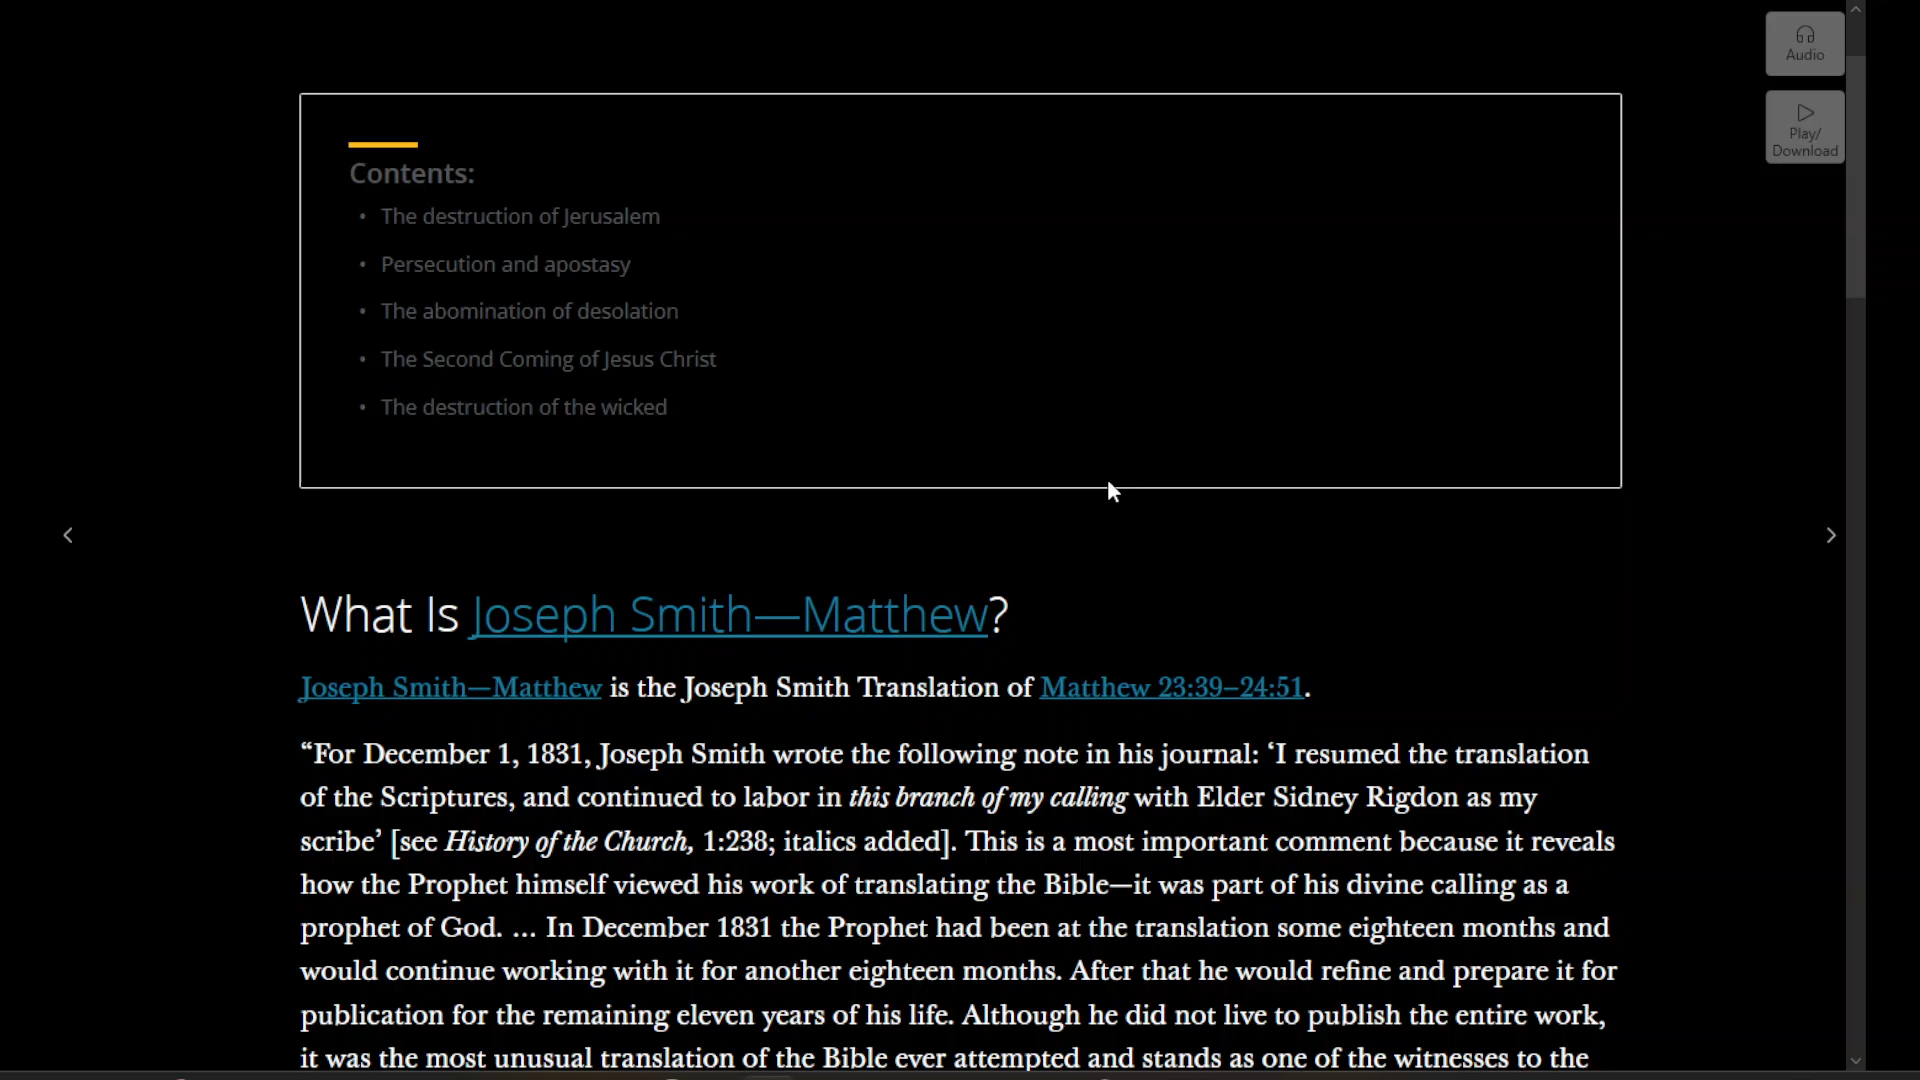 Audio
Play/
Download
Contents:
• The destruction of Jerusalem
• Persecution and apostasy
• The abomination of desolation
• The Second Coming of Jesus Christ
• The destruction of the wicked
What Is Joseph Smith—Matthew?
Joseph Smith—Matthew is the Joseph Smith Translation of Matthew 23:39–24:51.
“For December 1, 1831, Joseph Smith wrote the following note in his journal: ‘I resumed the translation
of the Scriptures, and continued to labor in this branch of my calling with Elder Sidney Rigdon as my
scribe’ [see History of the Church, 1:238; italics added]. This is a most important comment because it reveals
how the Prophet himself viewed his work of translating the Bible—it was part of his divine calling as a
prophet of God. … In December 1831 the Prophet had been at the translation some eighteen months and
would continue working with it for another eighteen months. After that he would refine and prepare it for
publication for the remaining eleven years of his life. Although he did not live to publish the entire work,
it was the most unusual translation of the Bible ever attempted and stands as one of the witnesses to the